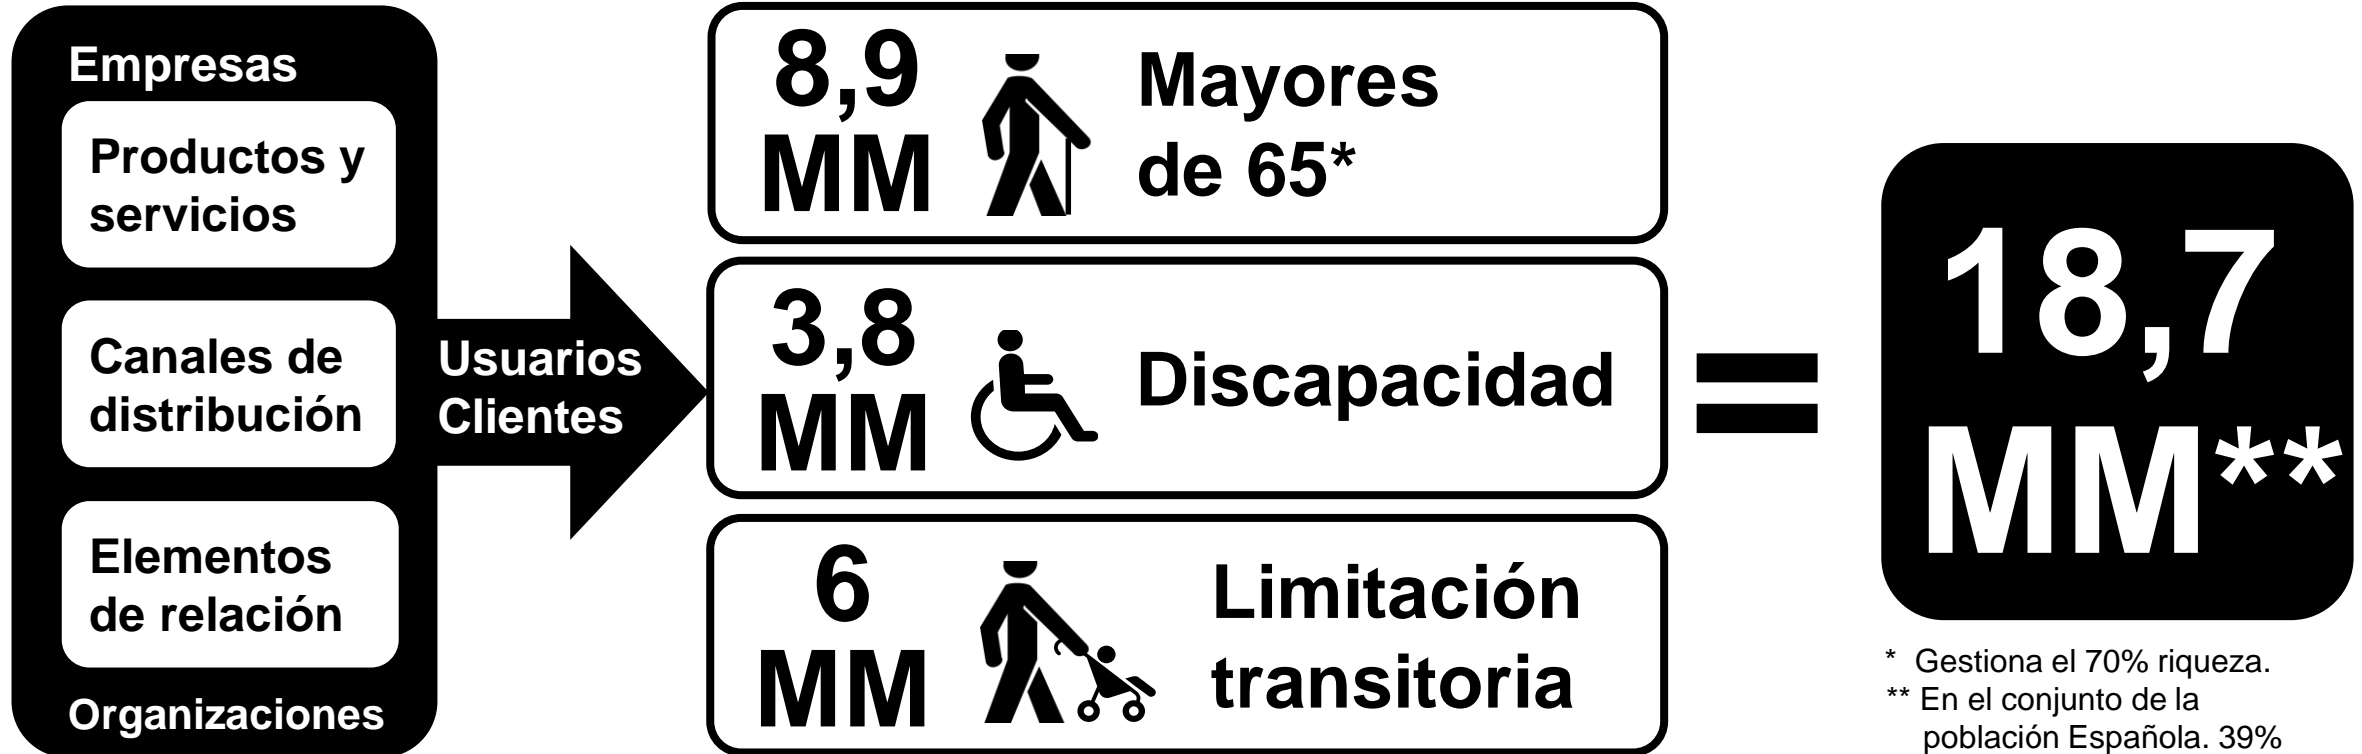 Empresas
Productos y
servicios
Canales de
distribución
Elementos
de relación
Organizaciones
Usuarios
Clientes
8,9
MM
Mayores
de 65*
3,8
MM
Discapacidad
6
MM
Limitación
transitoria
=
18,7
MM**
* Gestiona el 70% riqueza.
** En el conjunto de la
población Española. 39%